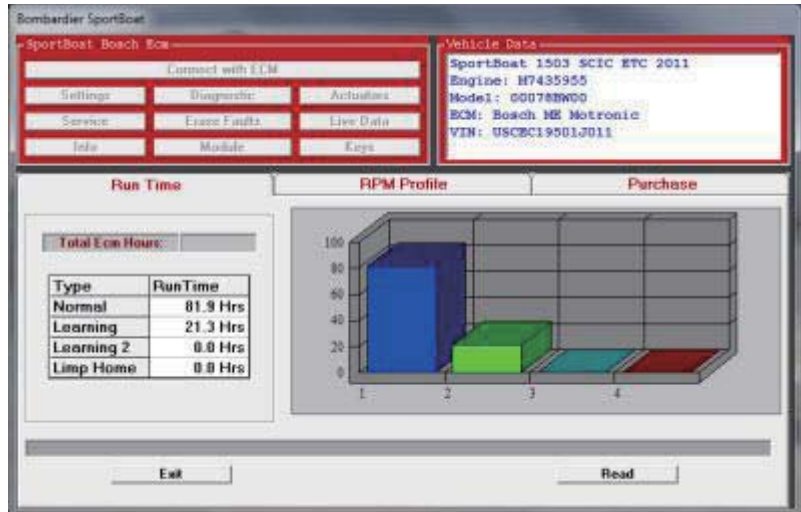 Bombardier SportBoat
SportBoat Bosch Ecm
Connect with ECM
Settings Diagnostic Actuators
Service Erase Faults Live Data
Info Module Keys
Vehicle Data
SportBoat 1503 SCIC ETC 2011
Engine: M7435955
Model: 00078BW00
ECM: Bosch ME Motronic
VIN: USCEC19501J011
Run Time RPM Profile Purchase
Total Ecm Hours:
Type RunTime
Normal 81.9 Hrs
Learning 21.3 Hrs
Learning 2 0.0 Hrs
Limp Home 0.0 Hrs
100
80
60
40
20
0
1 2 3 4
Exit Read